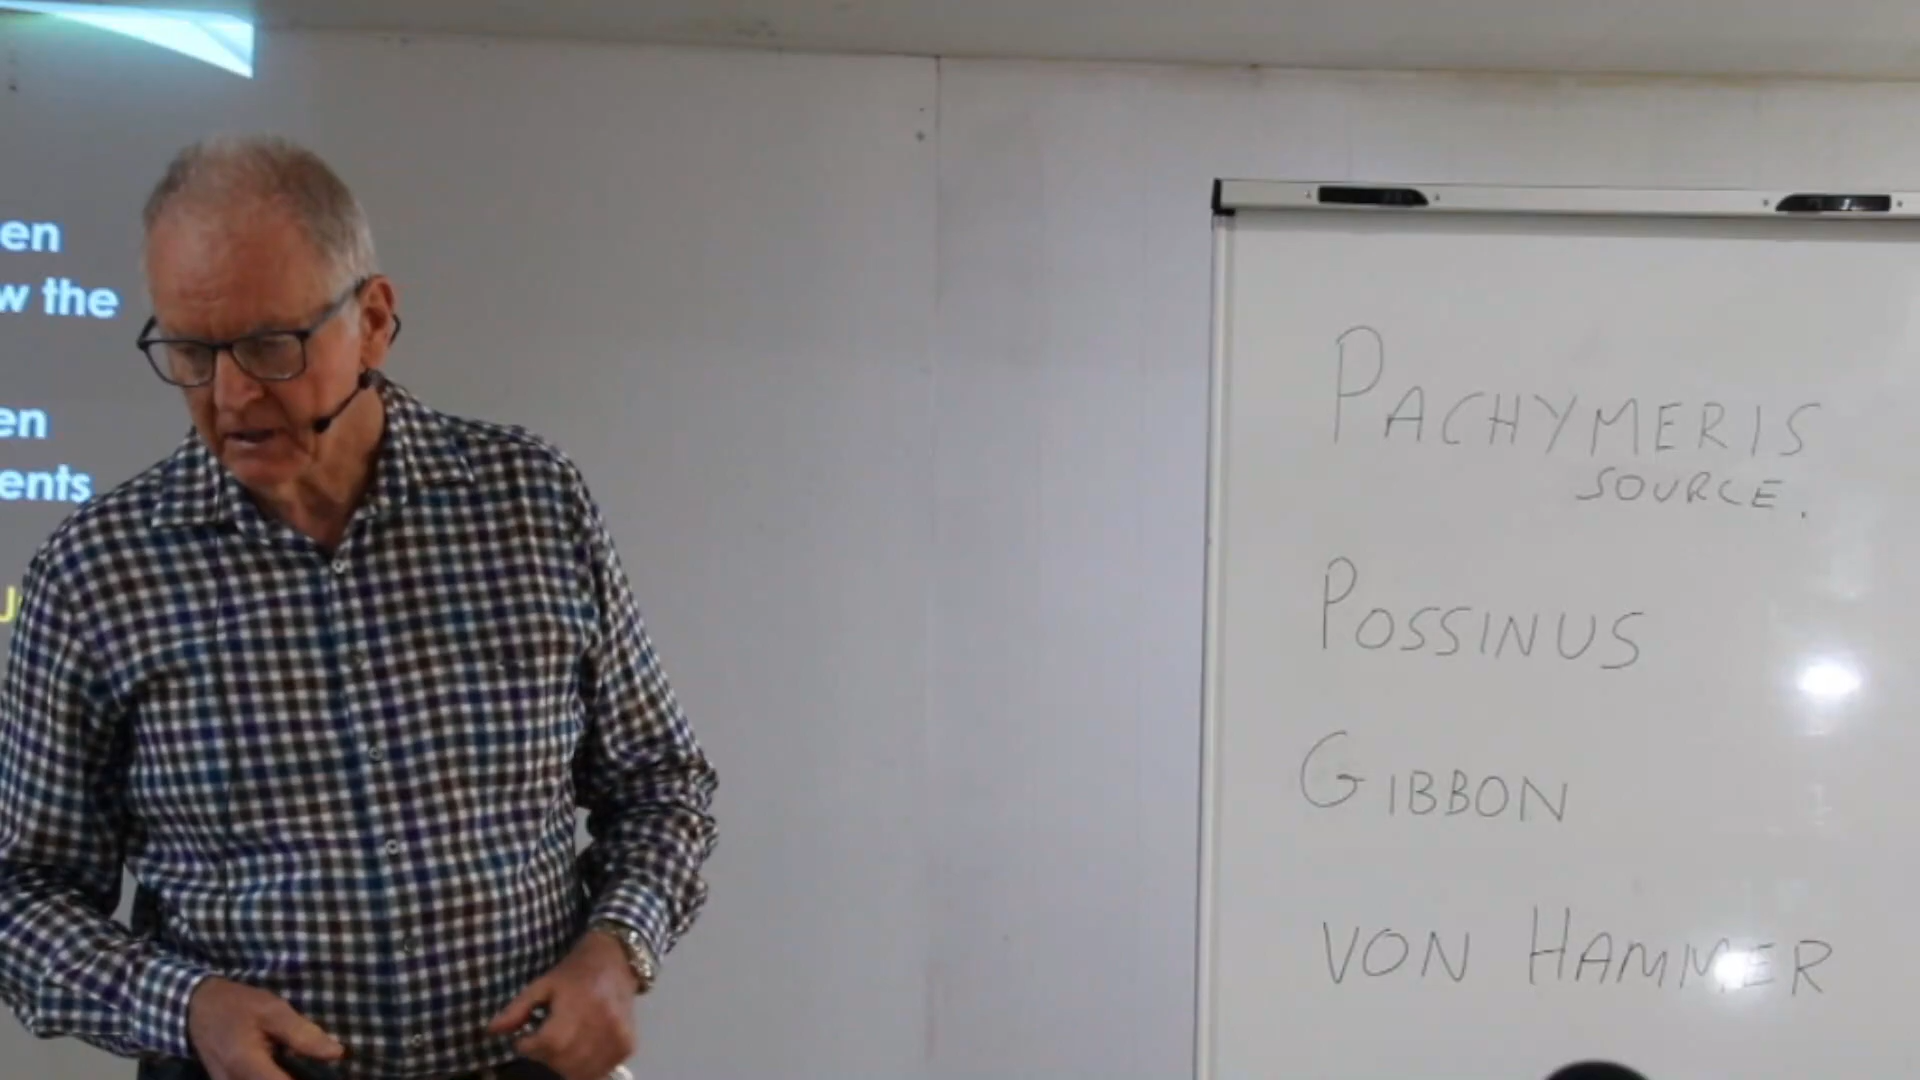 en
w the
en
ents
PACHYMERIS
SOURCE.
POSSINUS
GIBBON
VON HAMMER